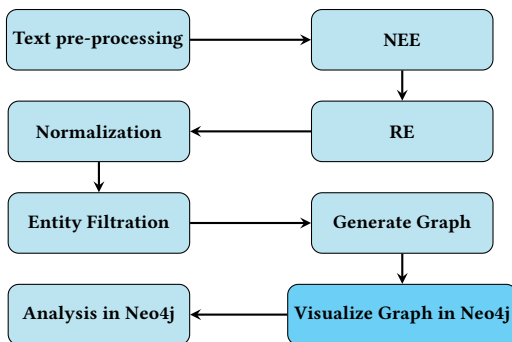 Text pre-processing
NEE
Normalization
RE
Entity Filtration
Generate Graph
Analysis in Neo4j
Visualize Graph in Neo4j